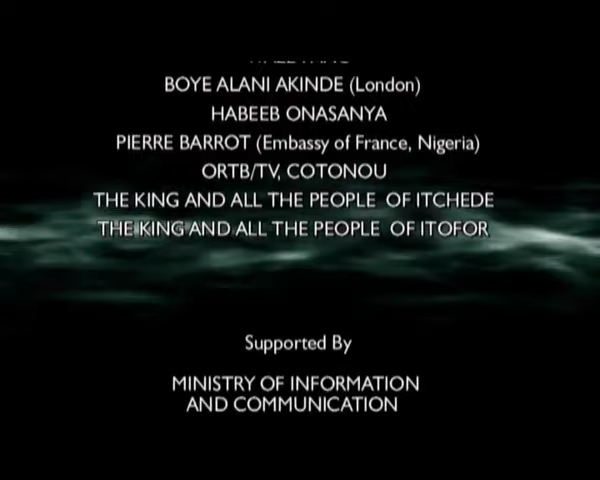 BOYE ALANI AKINDE (London)
HABEEB ONASANYA
PIERRE BARROT (Embassy of France, Nigeria)
ORTB/TV, COTONOU
THE KING AND ALL THE PEOPLE OF ITCHEDE
THE KING AND ALL THE PEOPLE OF ITOFOR
Supported By
MINISTRY OF INFORMATION
AND COMMUNICATION